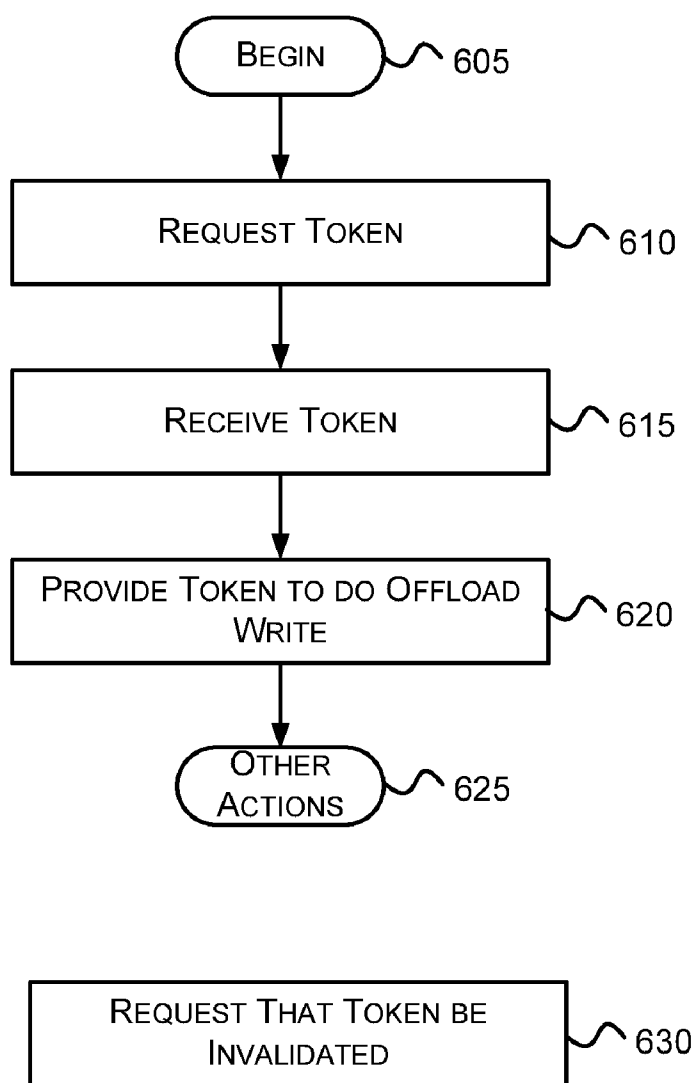 BEGIN
605
REQUEST TOKEN
610
RECEIVE TOKEN
615
PROVIDE TOKEN TO DO OFFLOAD
WRITE
620
OTHER
ACTIONS
625
REQUEST THAT TOKEN BE
INVALIDATED
630